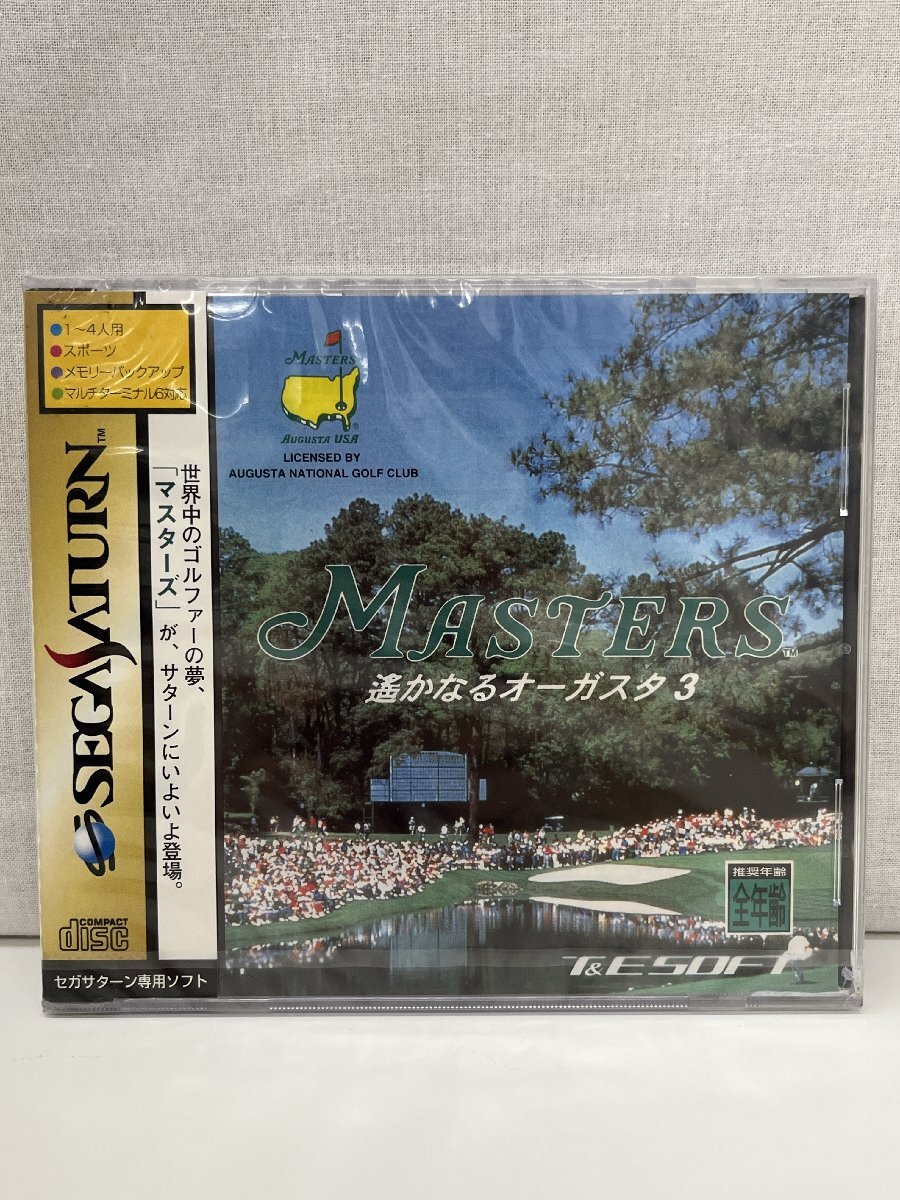 ●1〜4人用
●スポーツ
●メモリーバックアップ
●マルチターミナル6対応
SEGA SATURN™
世界中のゴルファーの夢、
「マスターズ」が、サターンにいよいよ登場。
COMPACT
disc
セガサターン専用ソフト
MASTERS
AUGUSTA USA®
LICENSED BY
AUGUSTA NATIONAL GOLF CLUB
MASTERS™
遙かなるオーガスタ3
推奨年齢
全年齢
T&E SOFT